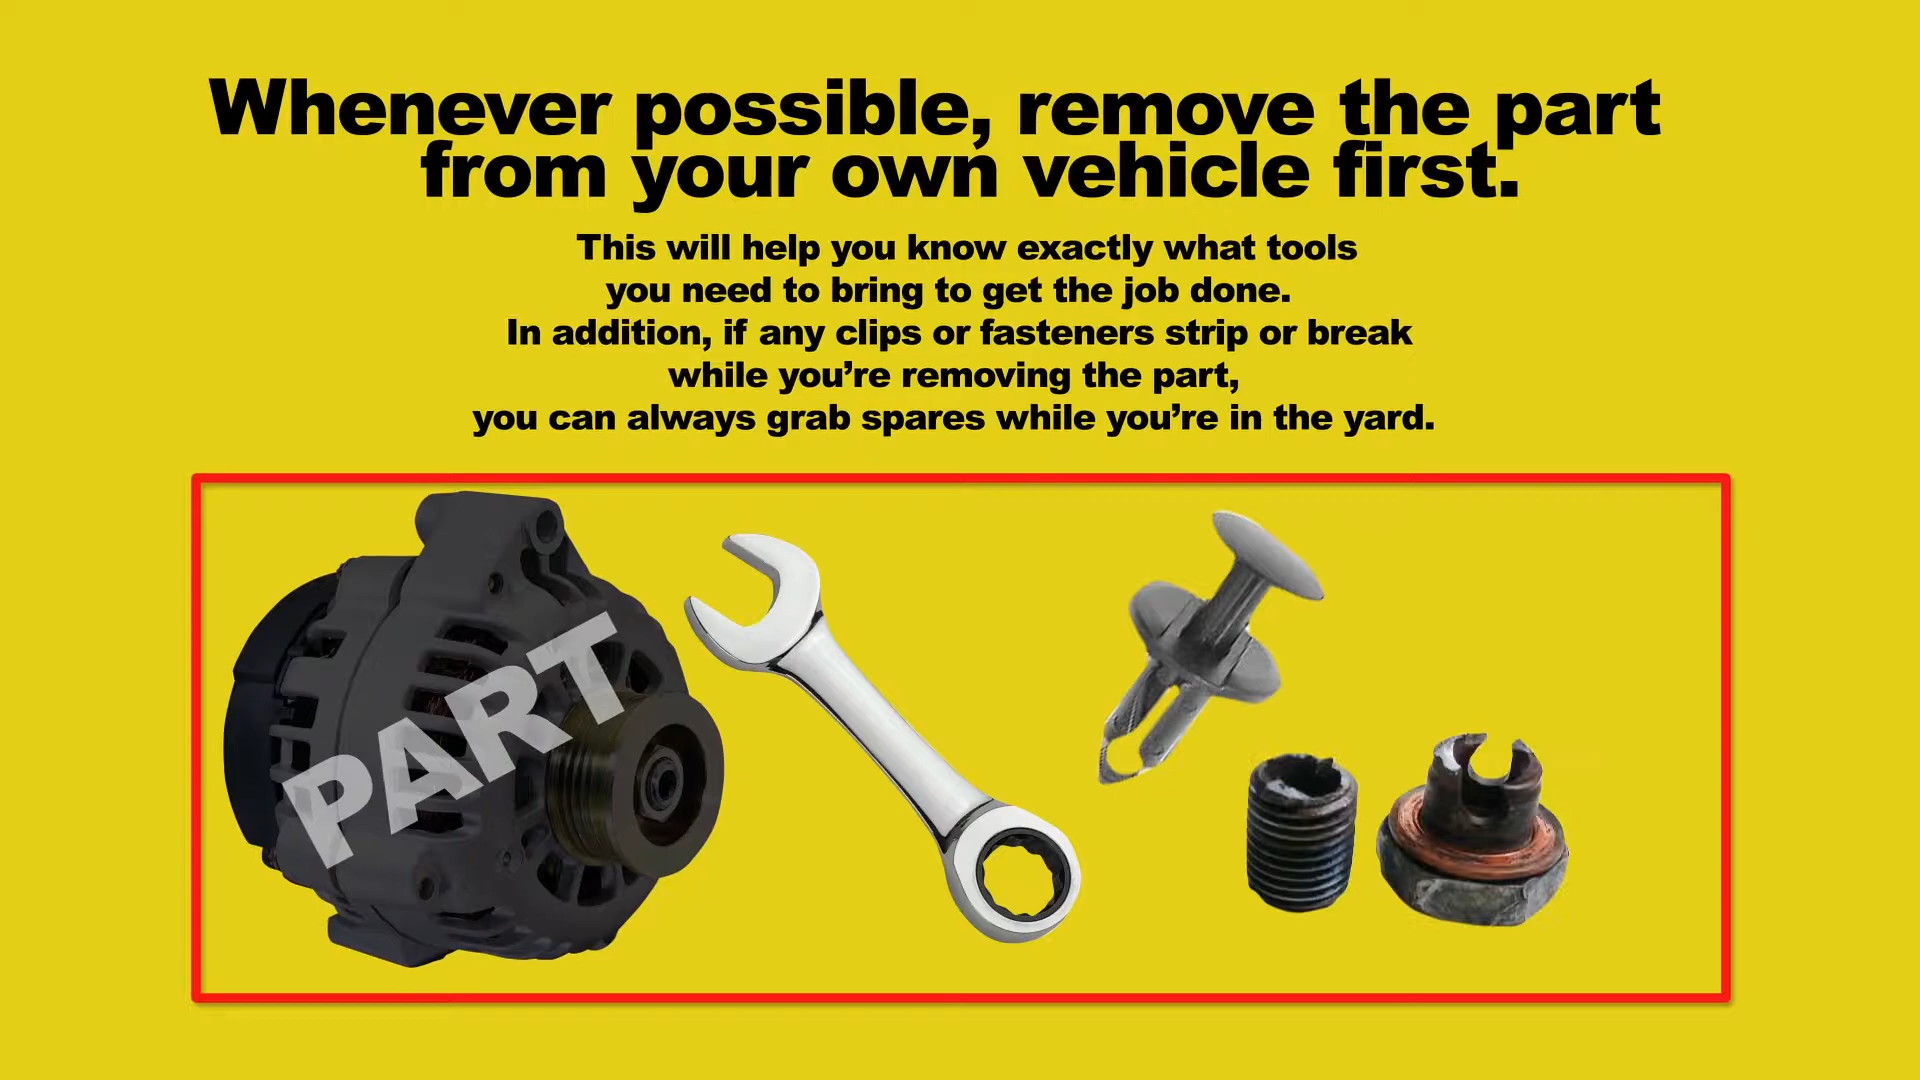 Whenever possible, remove the part
from your own vehicle first.
This will help you know exactly what tools
you need to bring to get the job done.
In addition, if any clips or fasteners strip or break
while you’re removing the part,
you can always grab spares while you’re in the yard.
PART